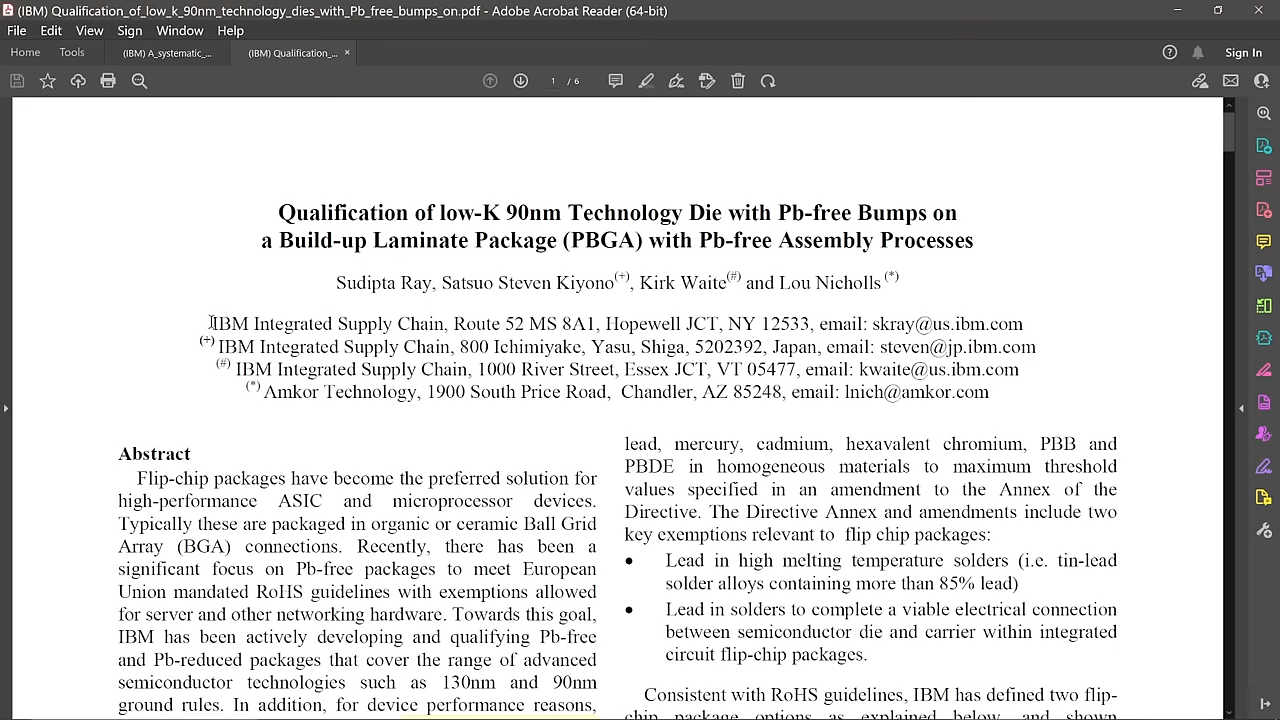 (IBM) Qualification_of_low_k_90nm_technology_dies_with_Pb_free_bumps_on.pdf - Adobe Acrobat Reader (64-bit)
File Edit View Sign Window Help
Home Tools (IBM) A_systematic_... (IBM) Qualification_... × Sign In
1 / 6
Qualification of low-K 90nm Technology Die with Pb-free Bumps on
a Build-up Laminate Package (PBGA) with Pb-free Assembly Processes
Sudipta Ray, Satsuo Steven Kiyono(+), Kirk Waite(#) and Lou Nicholls (*)
IBM Integrated Supply Chain, Route 52 MS 8A1, Hopewell JCT, NY 12533, email: skray@us.ibm.com
(+) IBM Integrated Supply Chain, 800 Ichimiyake, Yasu, Shiga, 5202392, Japan, email: steven@jp.ibm.com
(#) IBM Integrated Supply Chain, 1000 River Street, Essex JCT, VT 05477, email: kwaite@us.ibm.com
(*) Amkor Technology, 1900 South Price Road, Chandler, AZ 85248, email: lnich@amkor.com
Abstract
Flip-chip packages have become the preferred solution for
high-performance ASIC and microprocessor devices.
Typically these are packaged in organic or ceramic Ball Grid
Array (BGA) connections. Recently, there has been a
significant focus on Pb-free packages to meet European
Union mandated RoHS guidelines with exemptions allowed
for server and other networking hardware. Towards this goal,
IBM has been actively developing and qualifying Pb-free
and Pb-reduced packages that cover the range of advanced
semiconductor technologies such as 130nm and 90nm
ground rules. In addition, for device performance reasons,
lead, mercury, cadmium, hexavalent chromium, PBB and
PBDE in homogeneous materials to maximum threshold
values specified in an amendment to the Annex of the
Directive. The Directive Annex and amendments include two
key exemptions relevant to flip chip packages:
• Lead in high melting temperature solders (i.e. tin-lead
solder alloys containing more than 85% lead)
• Lead in solders to complete a viable electrical connection
between semiconductor die and carrier within integrated
circuit flip-chip packages.
Consistent with RoHS guidelines, IBM has defined two flip-
chip package options as explained below and shown